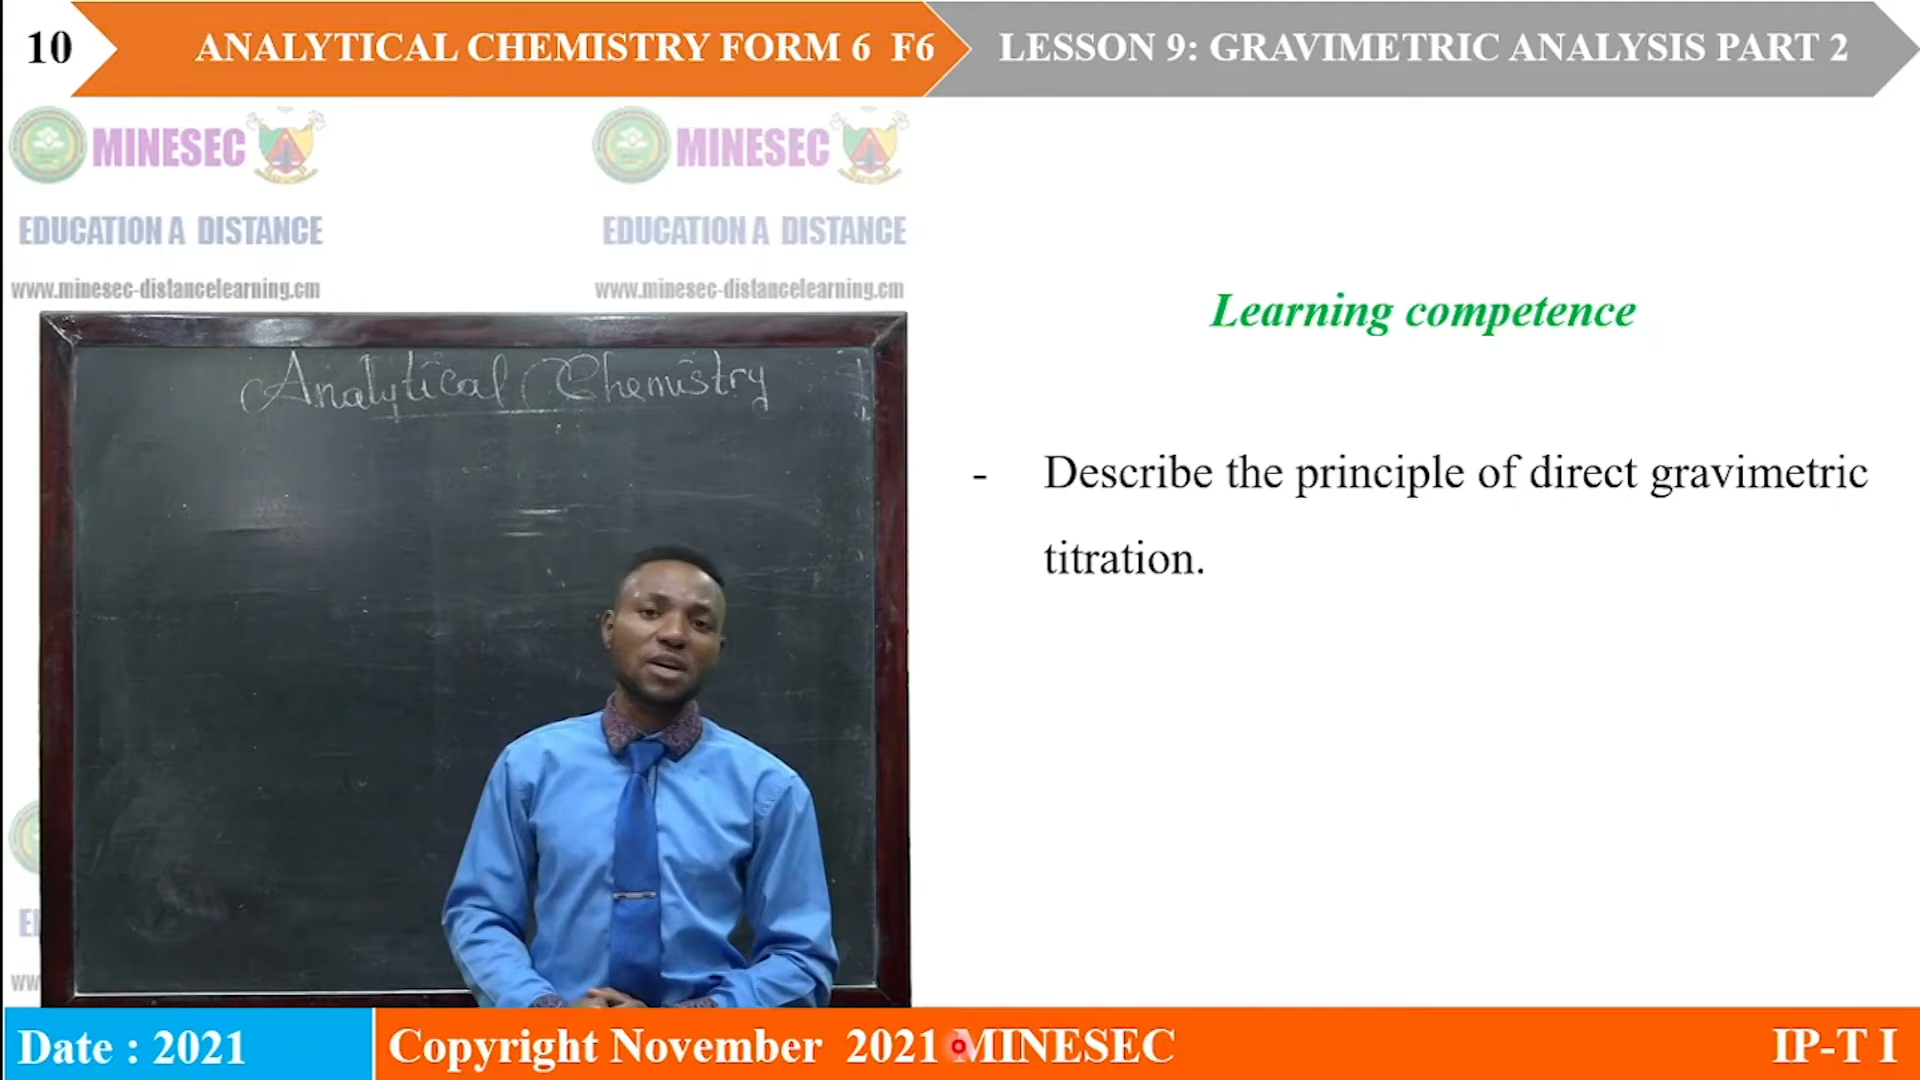 10
ANALYTICAL CHEMISTRY FORM 6 F6
LESSON 9: GRAVIMETRIC ANALYSIS PART 2
MINESEC
MINESEC
EDUCATION A DISTANCE
EDUCATION A DISTANCE
www.minesec-distancelearning.cm
www.minesec-distancelearning.cm
Analytical Chemistry
Learning competence
- Describe the principle of direct gravimetric
titration.
Date : 2021
Copyright November 2021 MINESEC
IP-T I